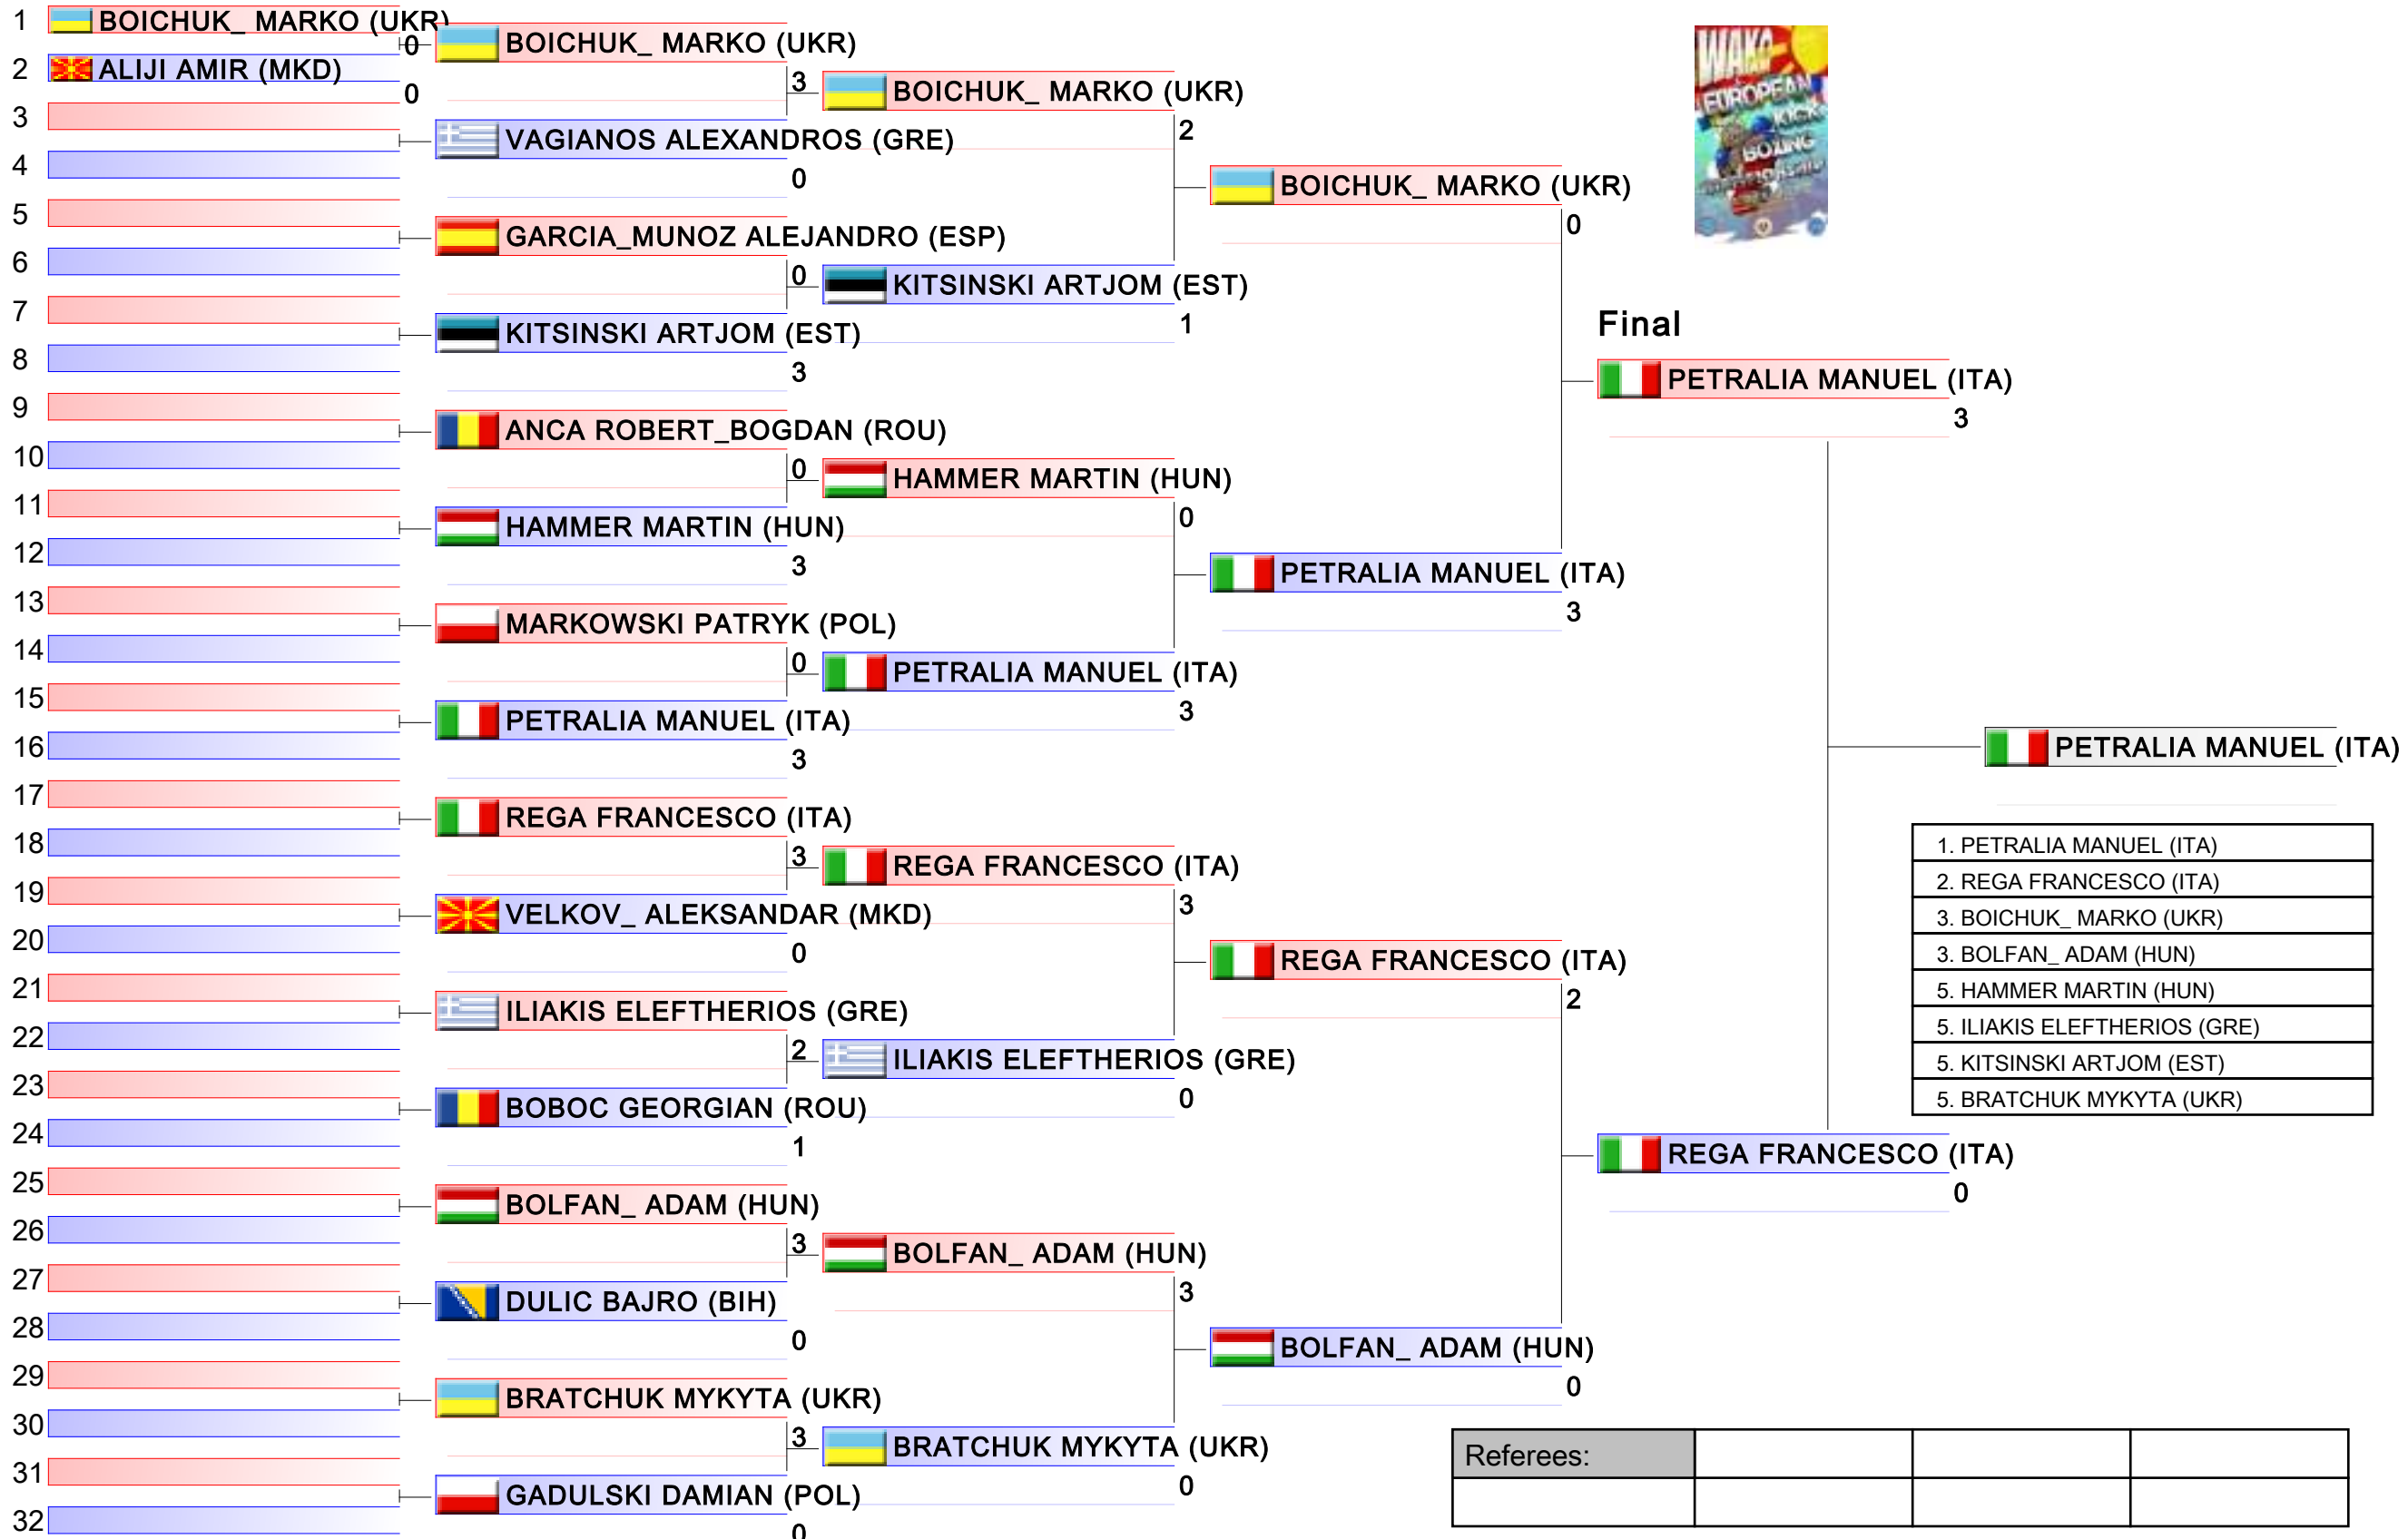 1 BOICHUK_ MARKO (UKR)
0
2 ALIJI AMIR (MKD)
0
3
4
5
6
7
8
9
10
11
12
13
14
15
16
17
18
19
20
21
22
23
24
25
26
27
28
29
30
31
32
BOICHUK_ MARKO (UKR)
3
VAGIANOS ALEXANDROS (GRE)
0
GARCIA_MUNOZ ALEJANDRO (ESP)
0
KITSINSKI ARTJOM (EST)
3
ANCA ROBERT_BOGDAN (ROU)
0
HAMMER MARTIN (HUN)
3
MARKOWSKI PATRYK (POL)
0
PETRALIA MANUEL (ITA)
3
REGA FRANCESCO (ITA)
3
VELKOV_ ALEKSANDAR (MKD)
0
ILIAKIS ELEFTHERIOS (GRE)
2
BOBOC GEORGIAN (ROU)
1
BOLFAN_ ADAM (HUN)
3
DULIC BAJRO (BIH)
0
BRATCHUK MYKYTA (UKR)
3
GADULSKI DAMIAN (POL)
0
BOICHUK_ MARKO (UKR)
2
KITSINSKI ARTJOM (EST)
1
HAMMER MARTIN (HUN)
0
PETRALIA MANUEL (ITA)
3
REGA FRANCESCO (ITA)
3
ILIAKIS ELEFTHERIOS (GRE)
0
BOLFAN_ ADAM (HUN)
3
BRATCHUK MYKYTA (UKR)
0
BOICHUK_ MARKO (UKR)
0
PETRALIA MANUEL (ITA)
3
REGA FRANCESCO (ITA)
2
BOLFAN_ ADAM (HUN)
0
WAKO
EUROPEAN
KICK
BOXING
Final
PETRALIA MANUEL (ITA)
3
REGA FRANCESCO (ITA)
0
PETRALIA MANUEL (ITA)
1. PETRALIA MANUEL (ITA)
2. REGA FRANCESCO (ITA)
3. BOICHUK_ MARKO (UKR)
3. BOLFAN_ ADAM (HUN)
5. HAMMER MARTIN (HUN)
5. ILIAKIS ELEFTHERIOS (GRE)
5. KITSINSKI ARTJOM (EST)
5. BRATCHUK MYKYTA (UKR)
Referees: